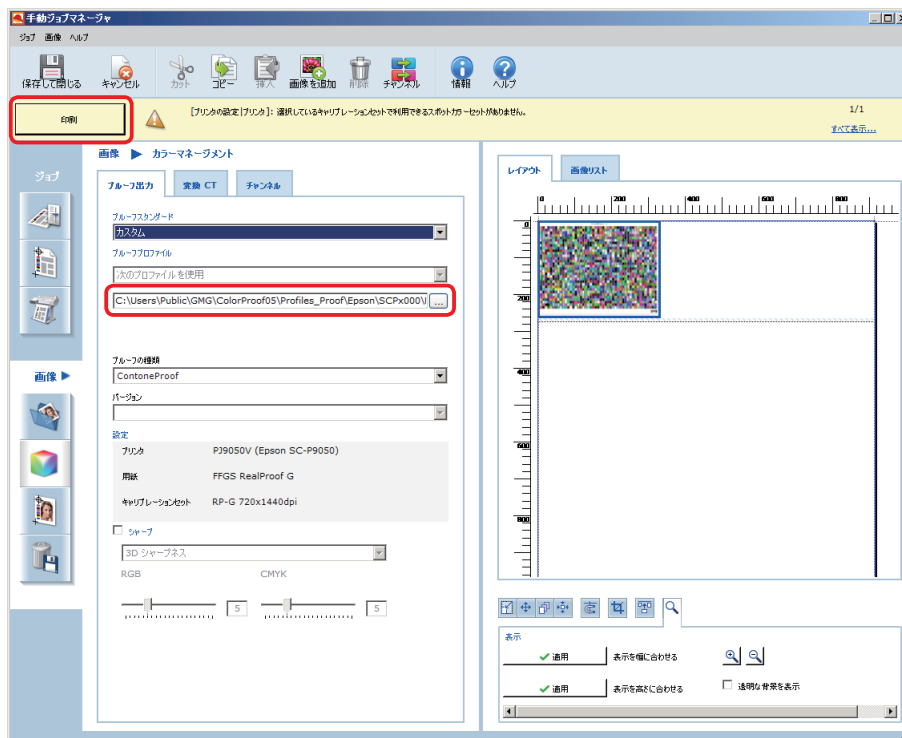 手動ジョブマネージャ
ジョブ 画像 ヘルプ
保存して閉じる キャンセル カット コピー 挿入 画像を追加 削除 チャンネル 情報 ヘルプ
印刷
[プリンタの設定|プリンタ]: 選択しているキャリブレーションセットで利用できるスポットカラーセットがありません。
1/1
すべて表示...
ジョブ
画像 ▶ カラーマネージメント
プルーフ出力 変換 CT チャンネル
プルーフスタンダード
カスタム
プルーフプロファイル
次のプロファイルを使用
C:\Users\Public\GMG\ColorProof05\Profiles_Proof\Epson\SCPx000\
...
プルーフの種類
ContoneProof
バージョン
設定
プリンタ PJ9050V (Epson SC-P9050)
用紙 FFGS RealProof G
キャリブレーションセット RP-G 720x1440dpi
シャープ
3D シャープネス
RGB CMYK
5 5
画像 ▶
レイアウト 画像リスト
0 200 400 600 800
0
200
400
600
800
表示
適用 表示を幅に合わせる
適用 表示を高さに合わせる 透明な背景を表示